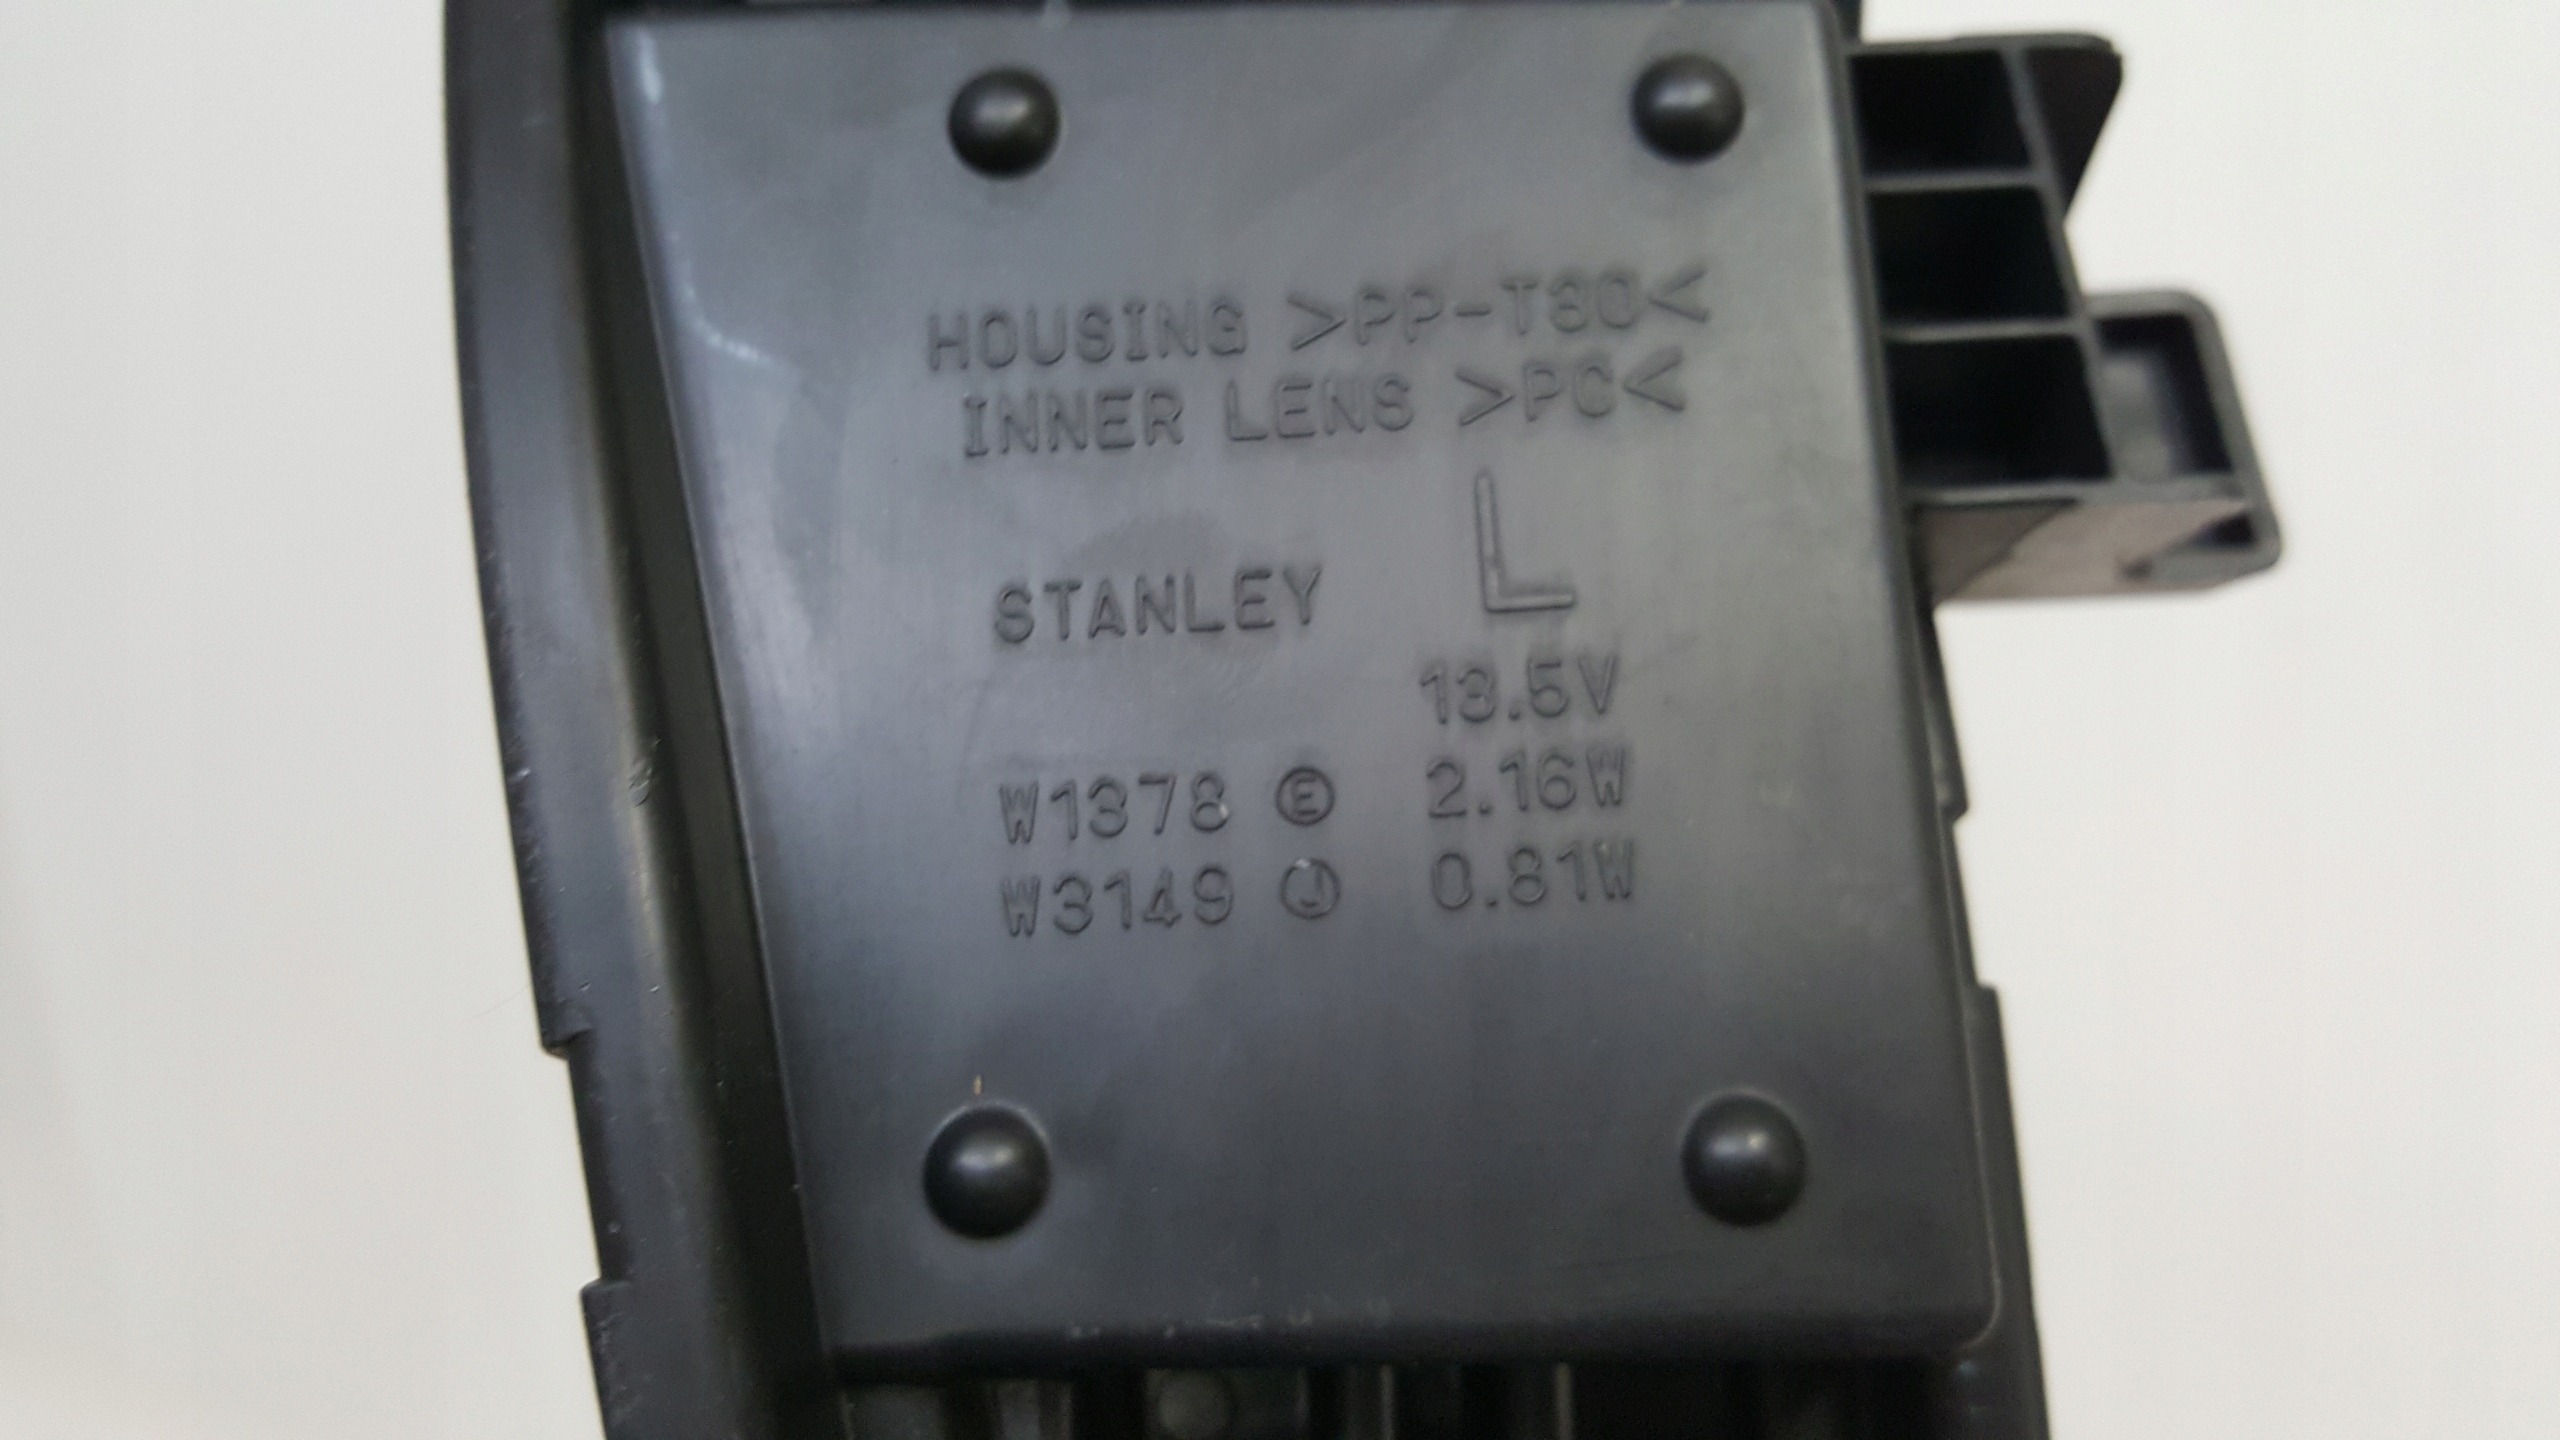 HOUSING >PP-T30<
INNER LENS >PC<
STANLEY L
13.5V
W1378 Ⓔ 2.16W
W3149 Ⓙ 0.81W